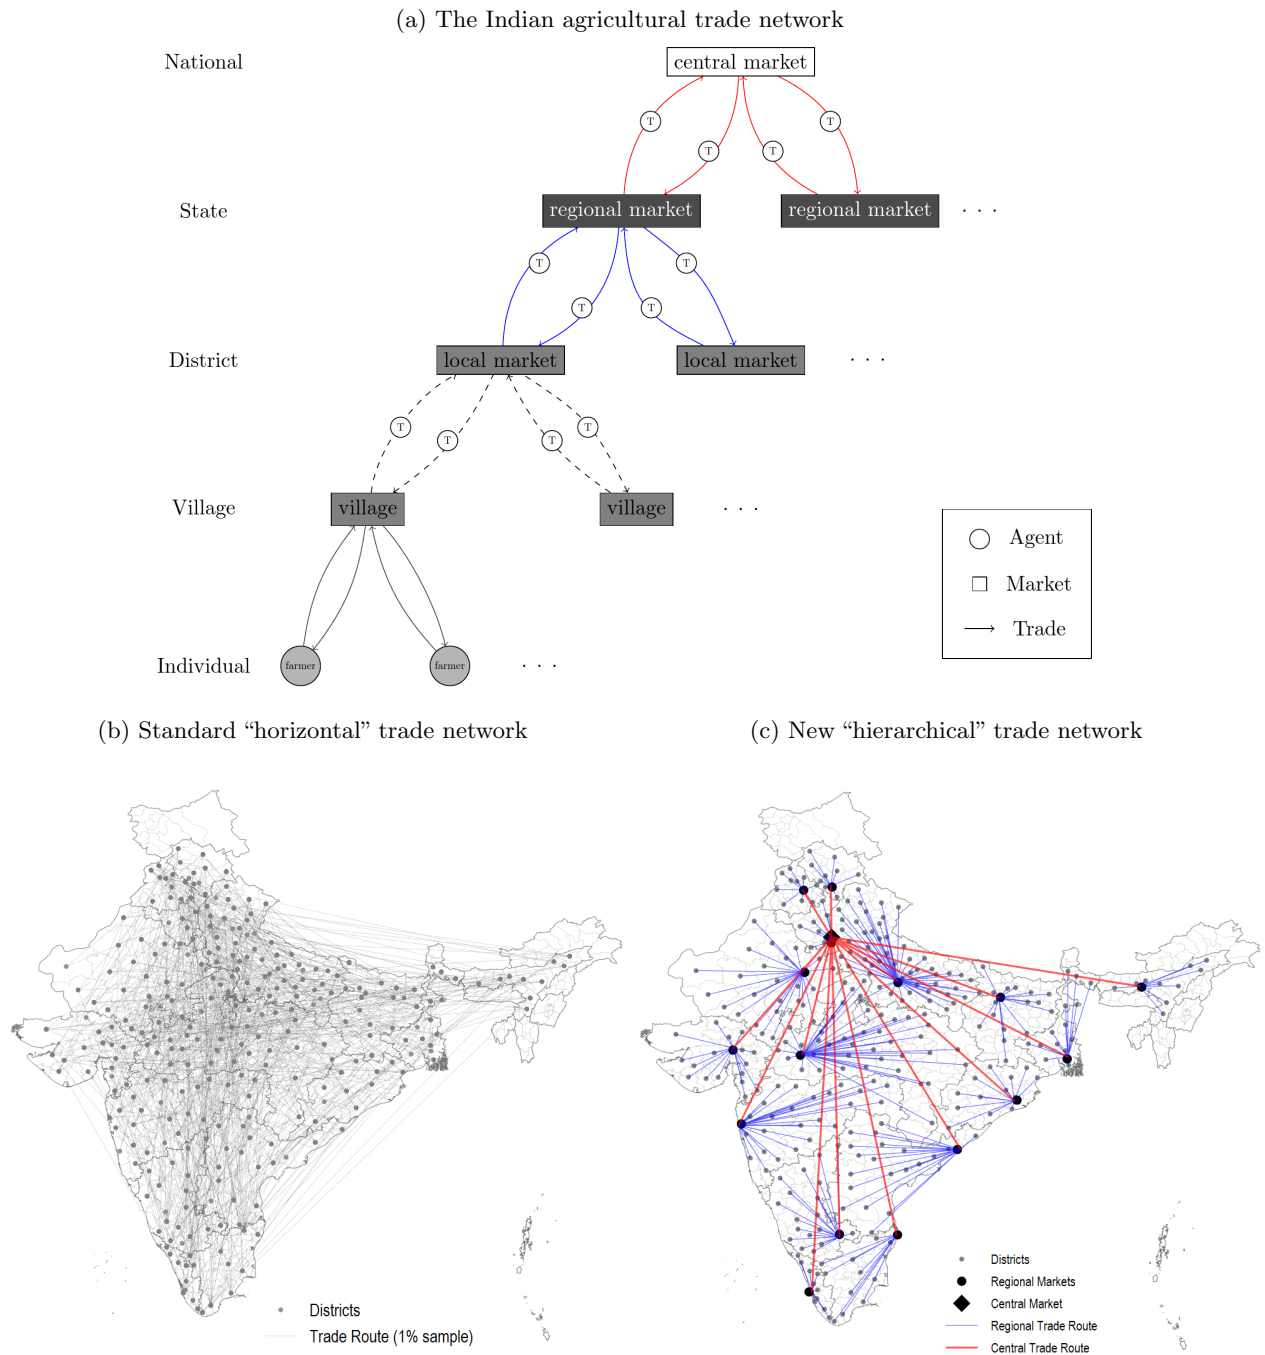 (a) The Indian agricultural trade network
National
central market
T
T
T
T
State
regional market
regional market
. . .
T
T
T
T
District
local market
local market
. . .
T
T
T
T
Village
village
village
. . .
Agent
Market
Trade
Individual
farmer
farmer
. . .
(b) Standard “horizontal” trade network
(c) New “hierarchical” trade network
Districts
Trade Route (1% sample)
Districts
Regional Markets
Central Market
Regional Trade Route
Central Trade Route